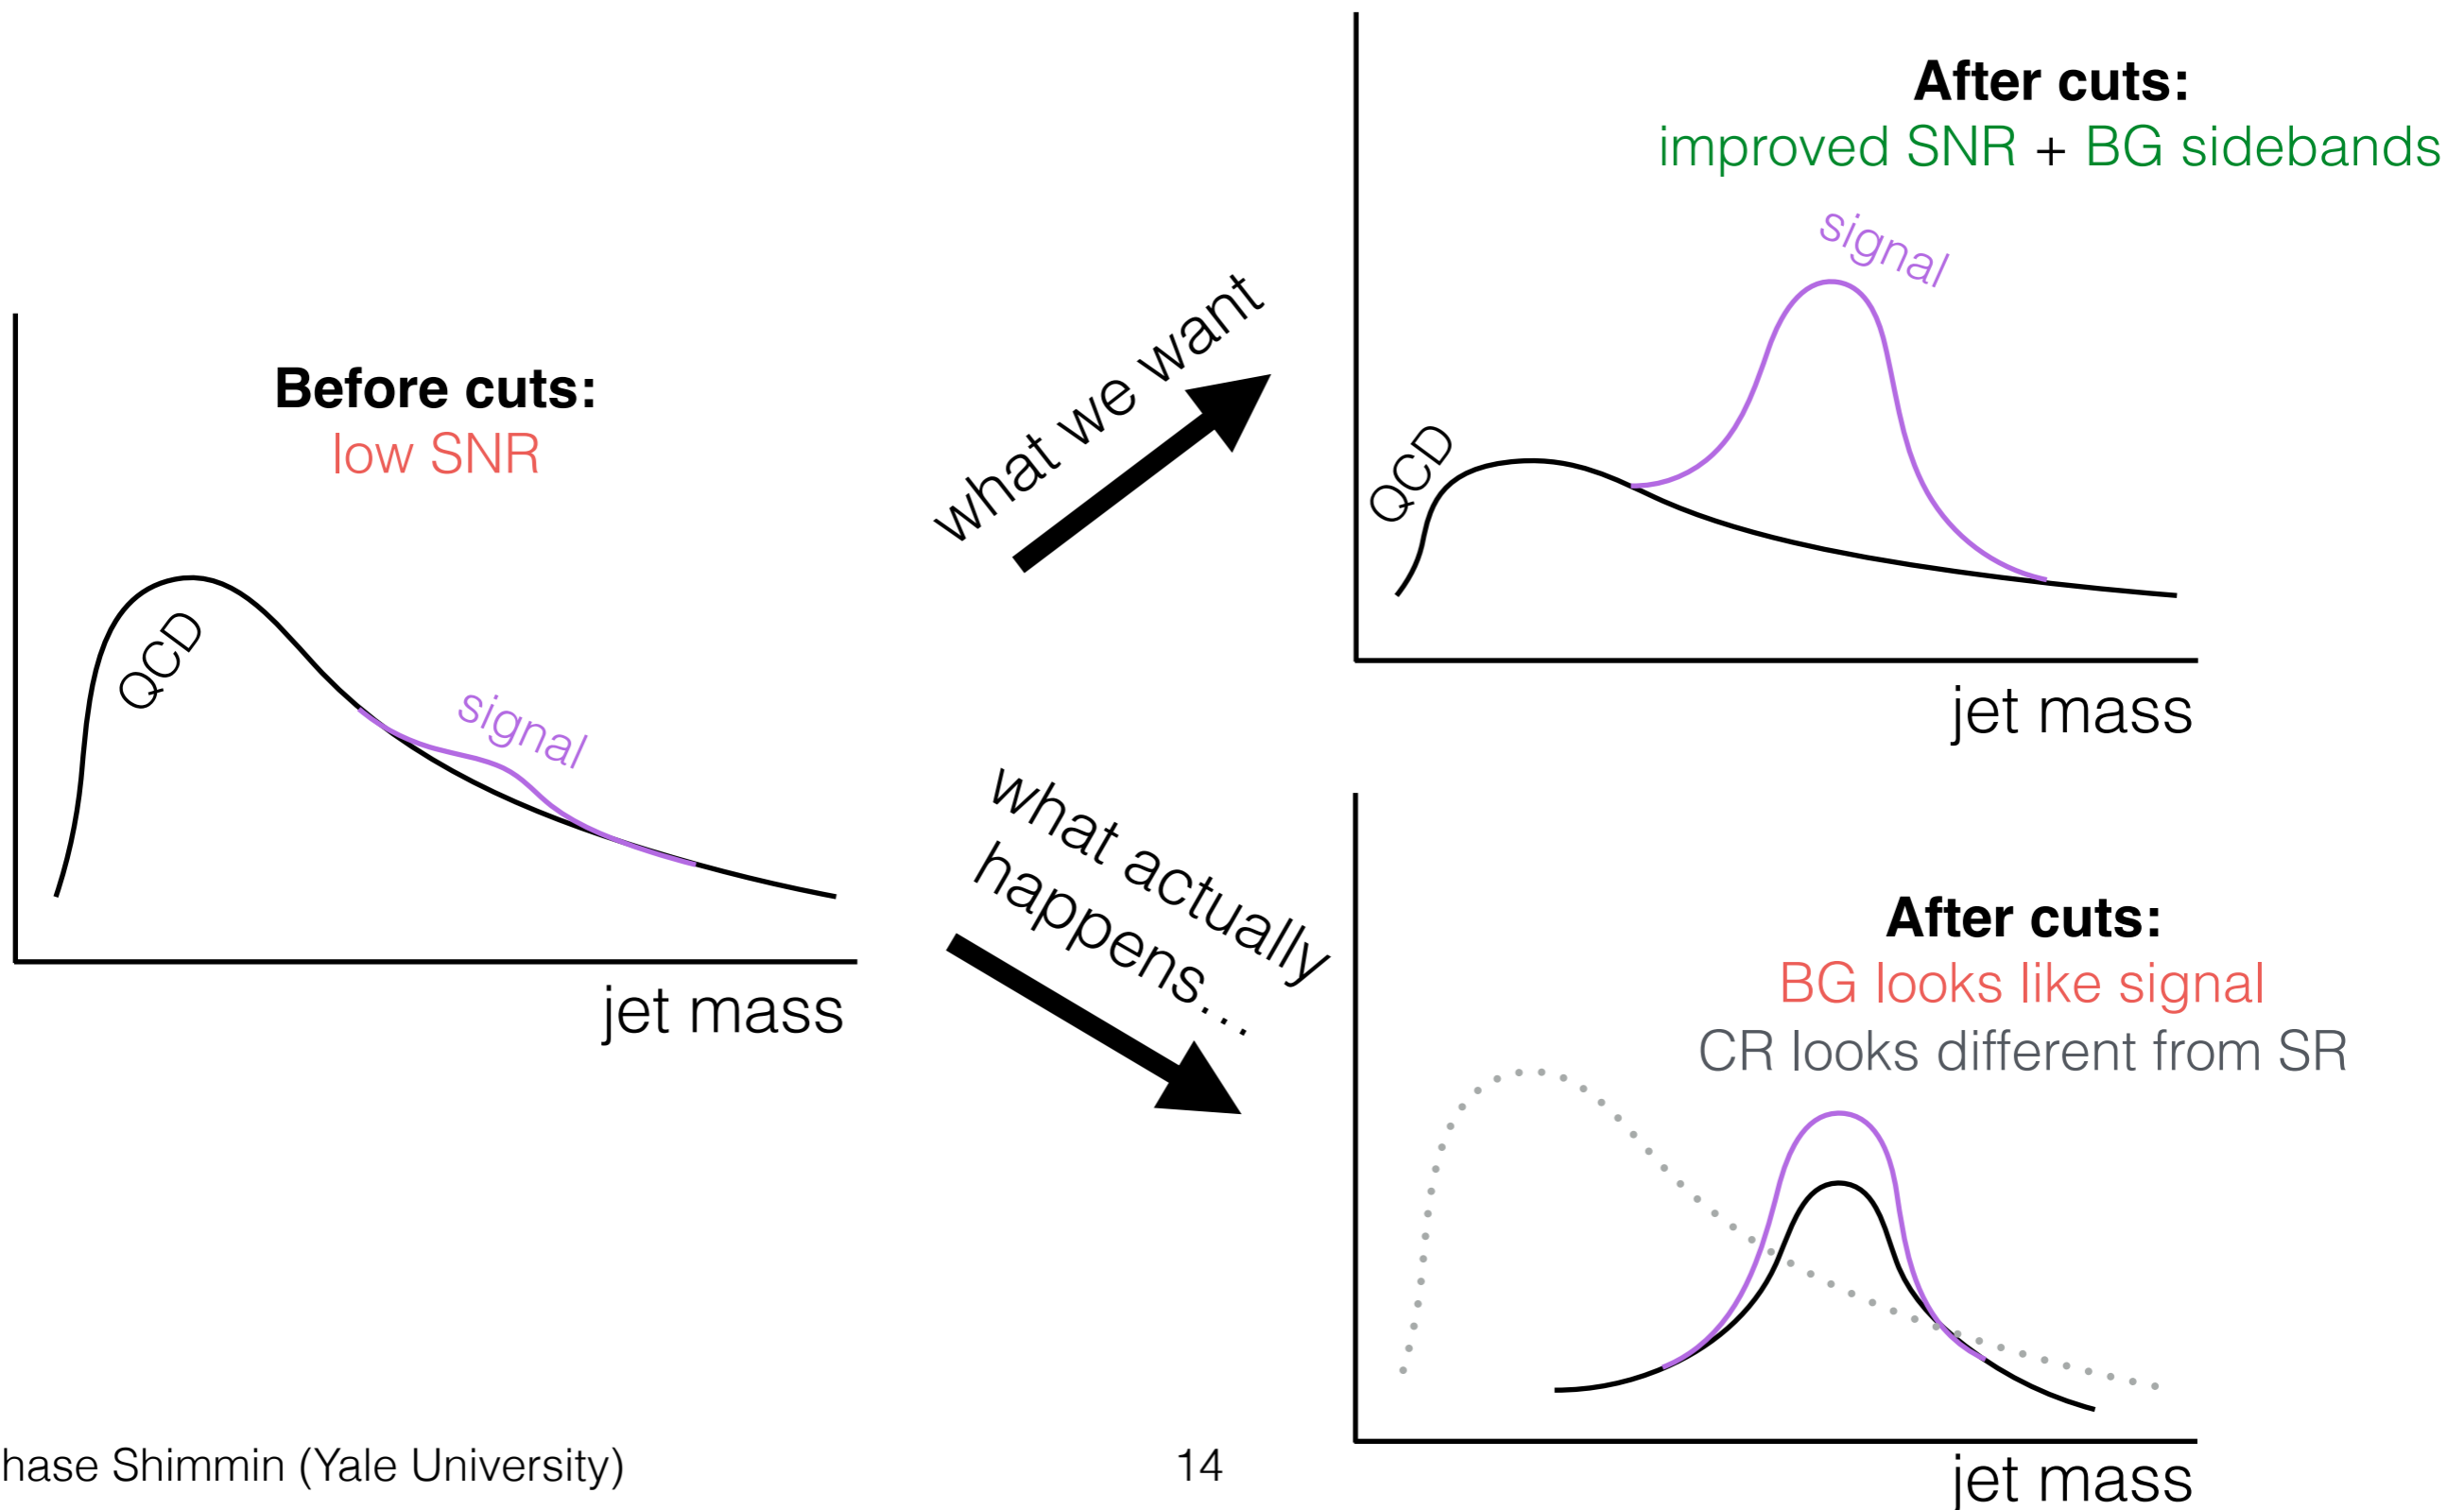 Before cuts:
low SNR
QCD
signal
jet mass
what we want
After cuts:
improved SNR + BG sidebands
signal
QCD
jet mass
what actually
happens...
After cuts:
BG looks like signal
CR looks different from SR
jet mass
hase Shimmin (Yale University)
14